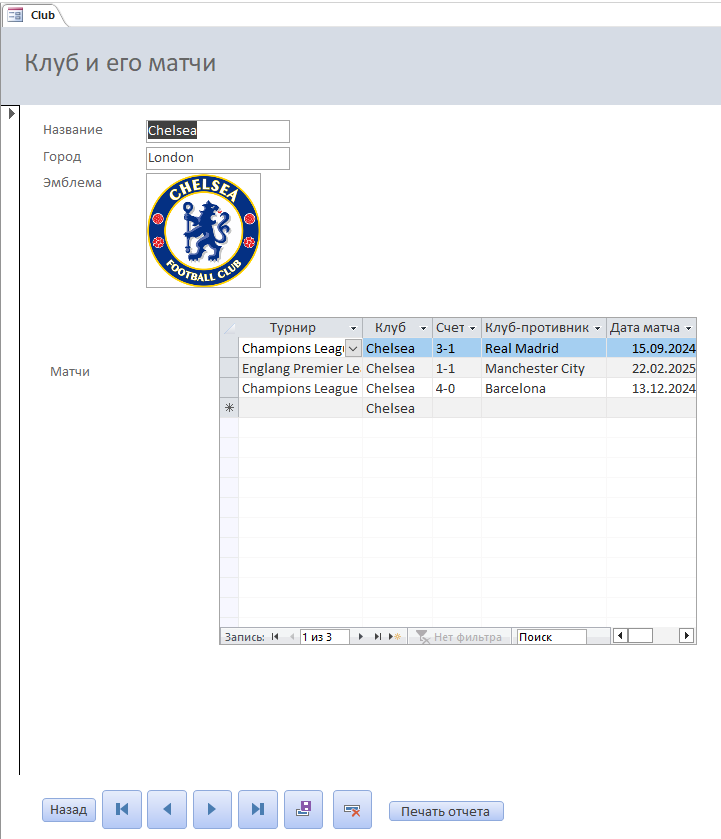 Club
Клуб и его матчи
Название Chelsea
Город London
Эмблема
CHELSEA
FOOTBALL CLUB
Матчи
Турнир Клуб Счет Клуб-противник Дата матча
Champions Leag Chelsea 3-1 Real Madrid 15.09.2024
Englang Premier Le Chelsea 1-1 Manchester City 22.02.2025
Champions League Chelsea 4-0 Barcelona 13.12.2024
Chelsea
Запись: 1 из 3 Нет фильтра Поиск
Назад Печать отчета